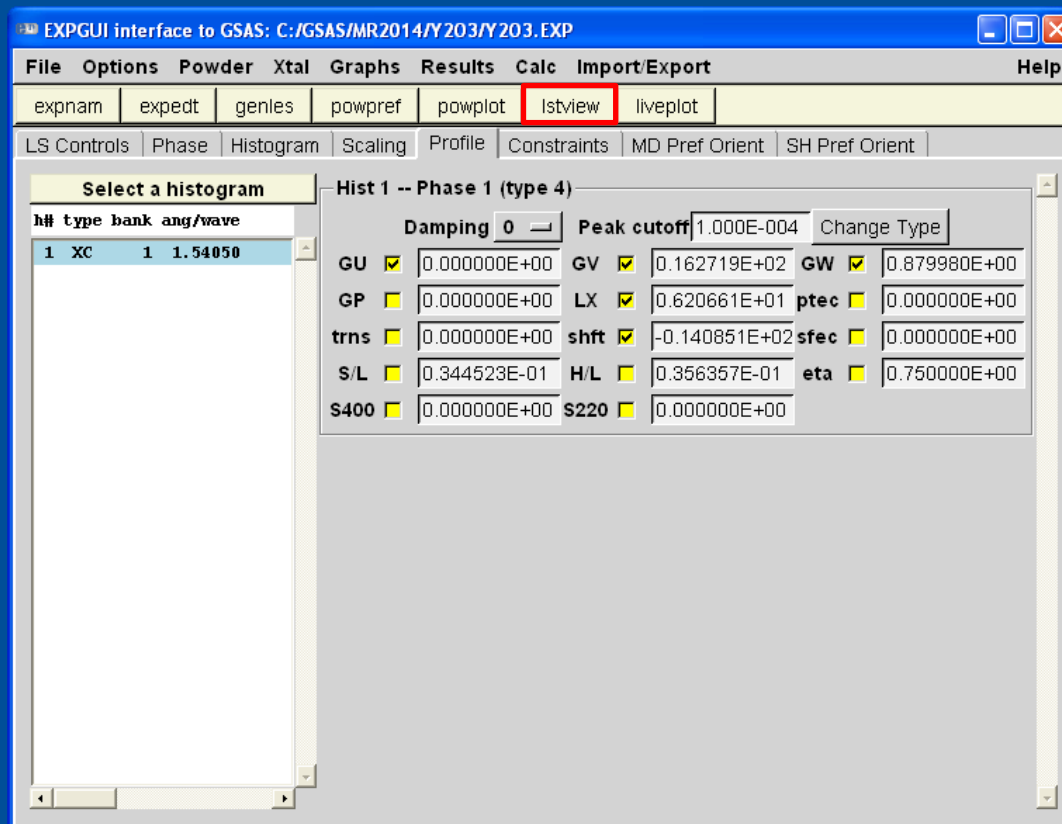 EXPGUI interface to GSAS: C:/GSAS/MR2014/Y2O3/Y2O3.EXP
File Options Powder Xtal Graphs Results Calc Import/Export Help
expnam expedt genles powpref powplot lstview liveplot
LS Controls Phase Histogram Scaling Profile Constraints MD Pref Orient SH Pref Orient
Select a histogram
h# type bank ang/wave
1 XC 1 1.54050
Hist 1 -- Phase 1 (type 4)
Damping 0 Peak cutoff 1.000E-004 Change Type
GU 0.000000E+00 GV 0.162719E+02 GW 0.879980E+00
GP 0.000000E+00 LX 0.620661E+01 ptec 0.000000E+00
trns 0.000000E+00 shft -0.140851E+02 sfec 0.000000E+00
S/L 0.344523E-01 H/L 0.356357E-01 eta 0.750000E+00
S400 0.000000E+00 S220 0.000000E+00